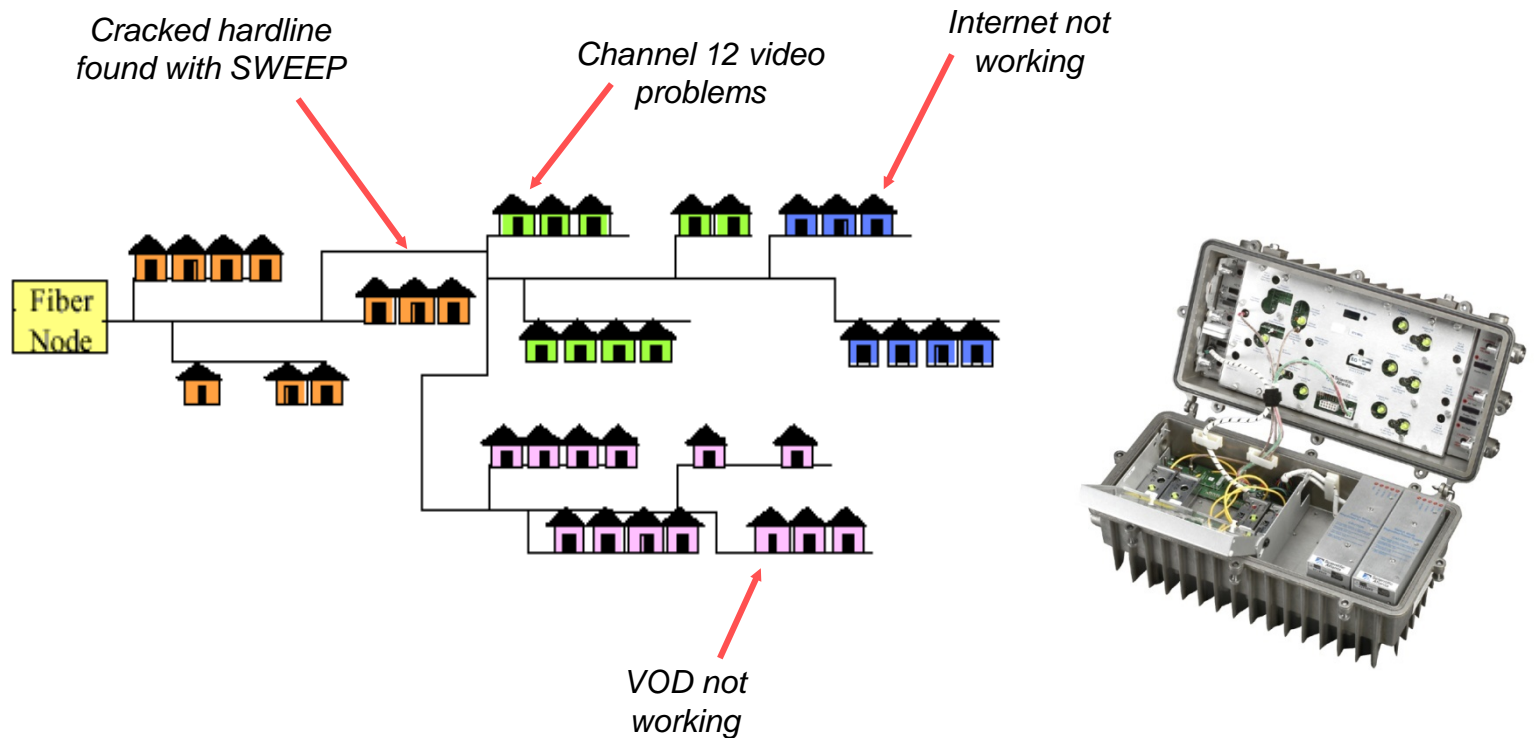 Cracked hardline
found with SWEEP
Channel 12 video
problems
Internet not
working
Fiber
Node
VOD not
working